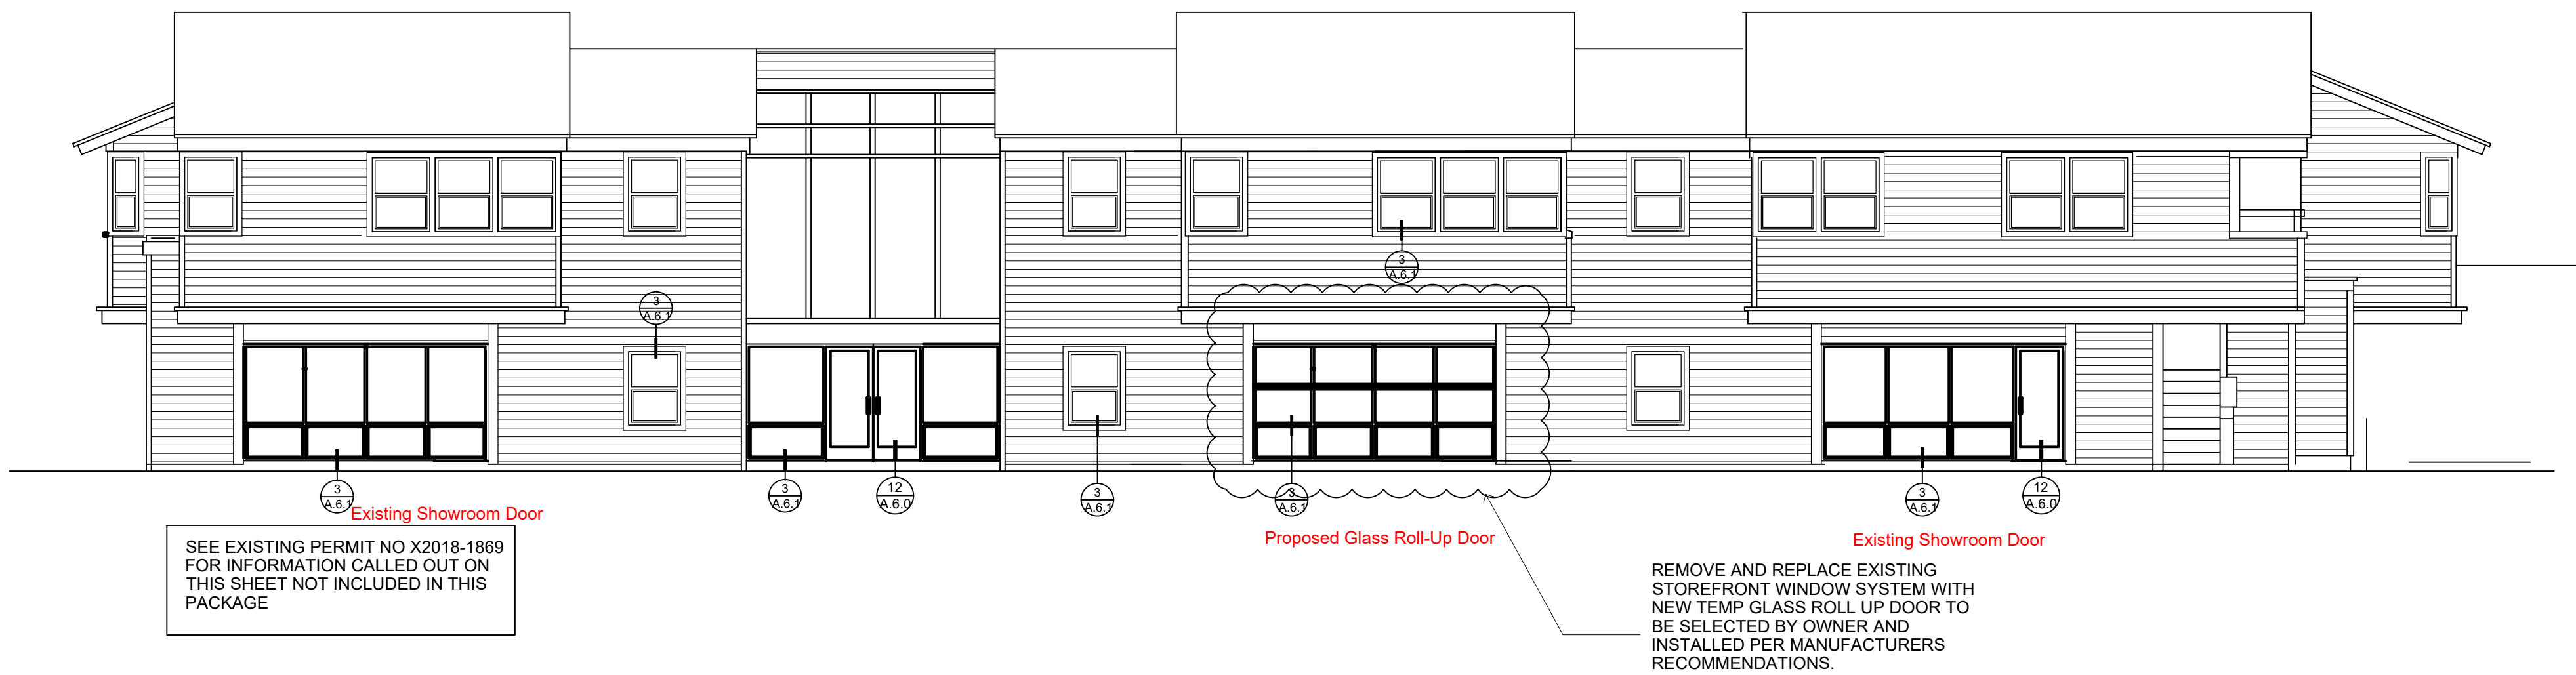 3
A.6.1
3
A.6.1
3
A.6.1
3
A.6.1
12
A.6.0
3
A.6.1
3
A.6.1
3
A.6.1
12
A.6.0
Existing Showroom Door
Proposed Glass Roll-Up Door
Existing Showroom Door
SEE EXISTING PERMIT NO X2018-1869
FOR INFORMATION CALLED OUT ON
THIS SHEET NOT INCLUDED IN THIS
PACKAGE
REMOVE AND REPLACE EXISTING
STOREFRONT WINDOW SYSTEM WITH
NEW TEMP GLASS ROLL UP DOOR TO
BE SELECTED BY OWNER AND
INSTALLED PER MANUFACTURERS
RECOMMENDATIONS.